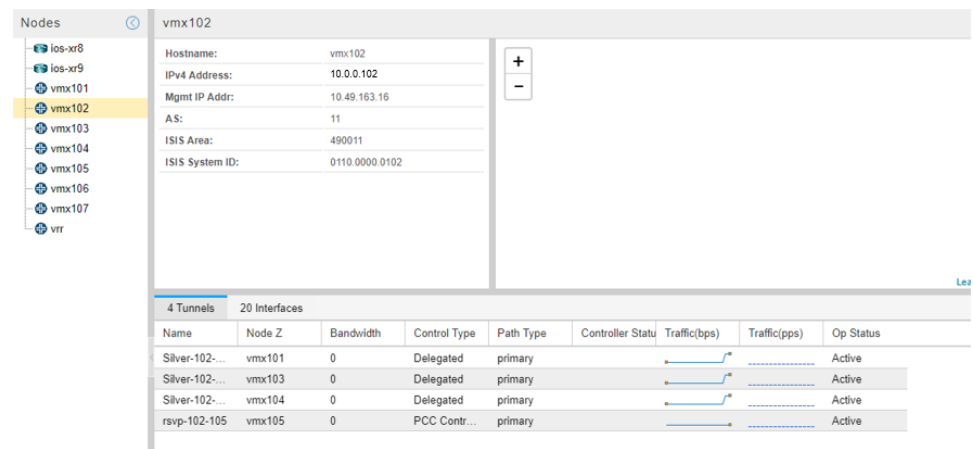 Nodes
ios-xr8
ios-xr9
vmx101
vmx102
vmx103
vmx104
vmx105
vmx106
vmx107
vrr
vmx102
Hostname: vmx102
IPv4 Address: 10.0.0.102
Mgmt IP Addr: 10.49.163.16
AS: 11
ISIS Area: 490011
ISIS System ID: 0110.0000.0102
+
−
Lea
4 Tunnels 20 Interfaces
Name Node Z Bandwidth Control Type Path Type Controller Statu Traffic(bps) Traffic(pps) Op Status
Silver-102-... vmx101 0 Delegated primary Active
Silver-102-... vmx103 0 Delegated primary Active
Silver-102-... vmx104 0 Delegated primary Active
rsvp-102-105 vmx105 0 PCC Contr... primary Active